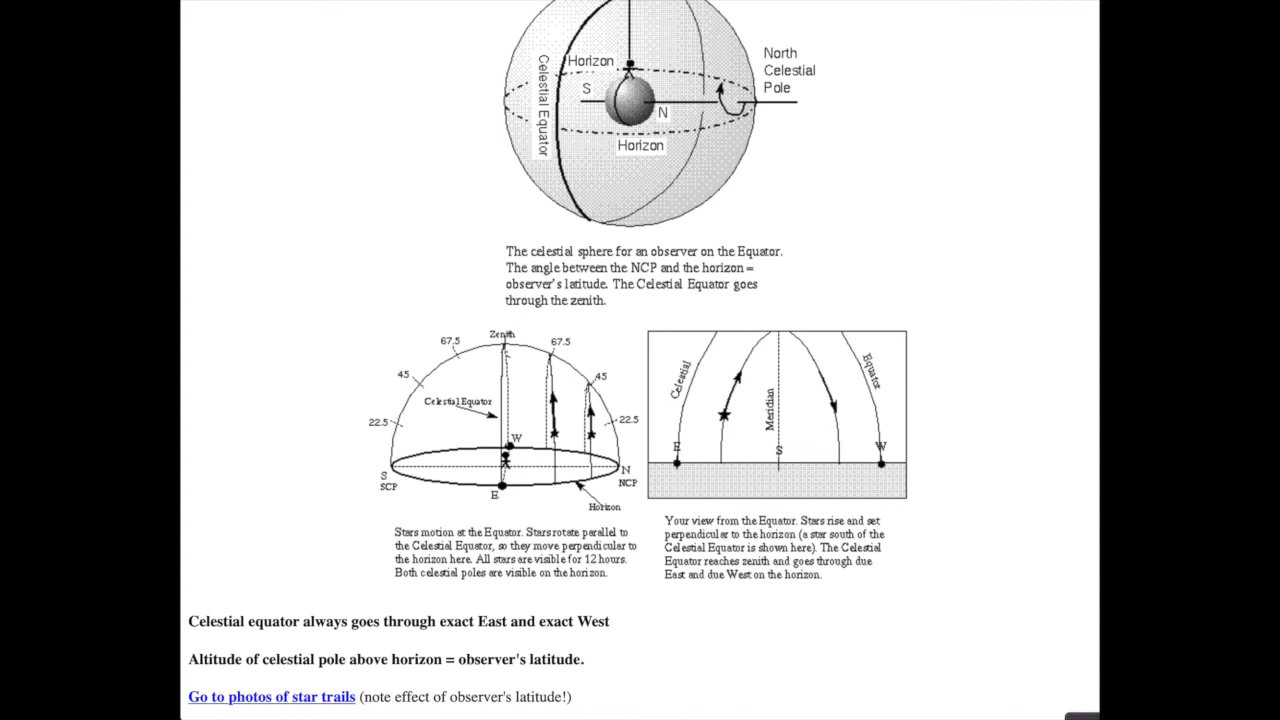 Celestial Equator
Horizon
S
N
Horizon
North
Celestial
Pole
The celestial sphere for an observer on the Equator.
The angle between the NCP and the horizon =
observer's latitude. The Celestial Equator goes
through the zenith.
Zenith
67.5
67.5
45
45
22.5
22.5
Celestial Equator
W
S
SCP
N
NCP
E
Horizon
Celestial
Meridian
Equator
E
S
W
Stars motion at the Equator. Stars rotate parallel to
the Celestial Equator, so they move perpendicular to
the horizon here. All stars are visible for 12 hours.
Both celestial poles are visible on the horizon.
Your view from the Equator. Stars rise and set
perpendicular to the horizon (a star south of the
Celestial Equator is shown here). The Celestial
Equator reaches zenith and goes through due
East and due West on the horizon.
Celestial equator always goes through exact East and exact West
Altitude of celestial pole above horizon = observer's latitude.
Go to photos of star trails (note effect of observer's latitude!)